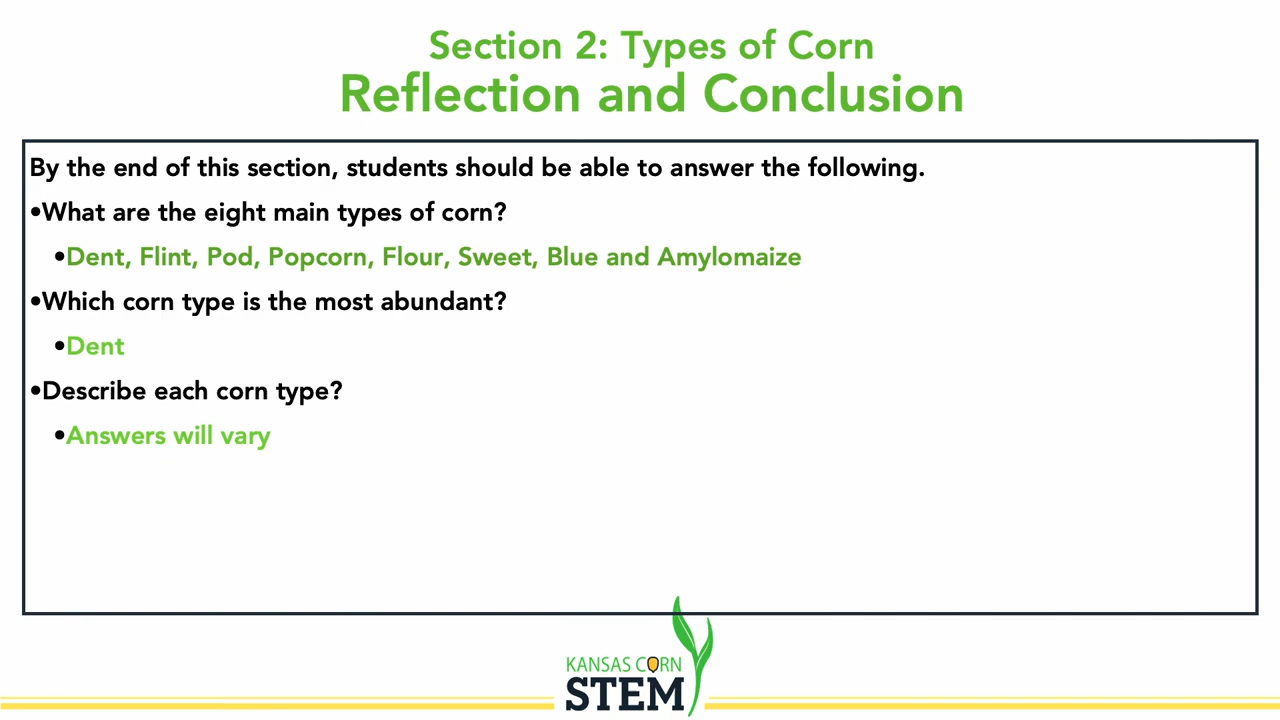 Section 2: Types of Corn
Reflection and Conclusion
By the end of this section, students should be able to answer the following.
•What are the eight main types of corn?
•Dent, Flint, Pod, Popcorn, Flour, Sweet, Blue and Amylomaize
•Which corn type is the most abundant?
•Dent
•Describe each corn type?
•Answers will vary
KANSAS CORN
STEM